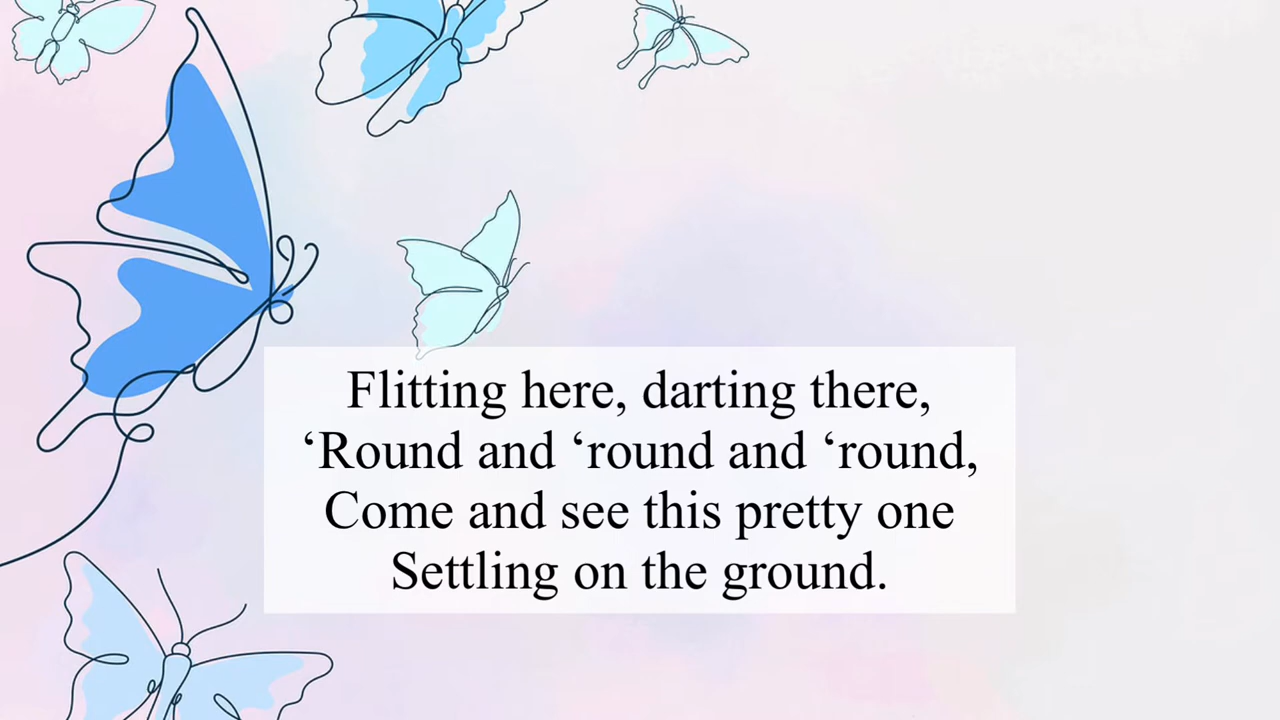 Flitting here, darting there,
‘Round and ‘round and ‘round,
Come and see this pretty one
Settling on the ground.